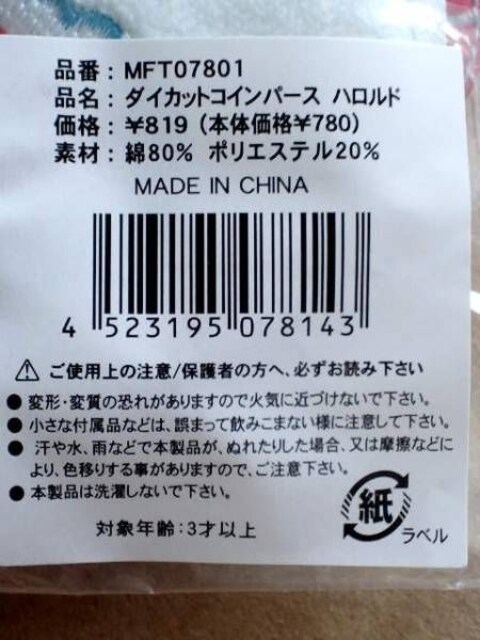 品番：MFT07801
品名：ダイカットコインパース ハロルド
価格：¥819（本体価格¥780）
素材：綿80% ポリエステル20%
MADE IN CHINA
4 523195 078143
⚠ ご使用上の注意/保護者の方へ、必ずお読み下さい
●変形・変質の恐れがありますので火気に近づけないで下さい。
●小さな付属品などは、誤まって飲みこまない様に注意して下さい。
●汗や水、雨などで本製品が、ぬれたりした場合、又は摩擦などに
より、色移りする事がありますので、ご注意下さい。
●本製品は洗濯しないで下さい。
紙
ラベル
対象年齢：3才以上